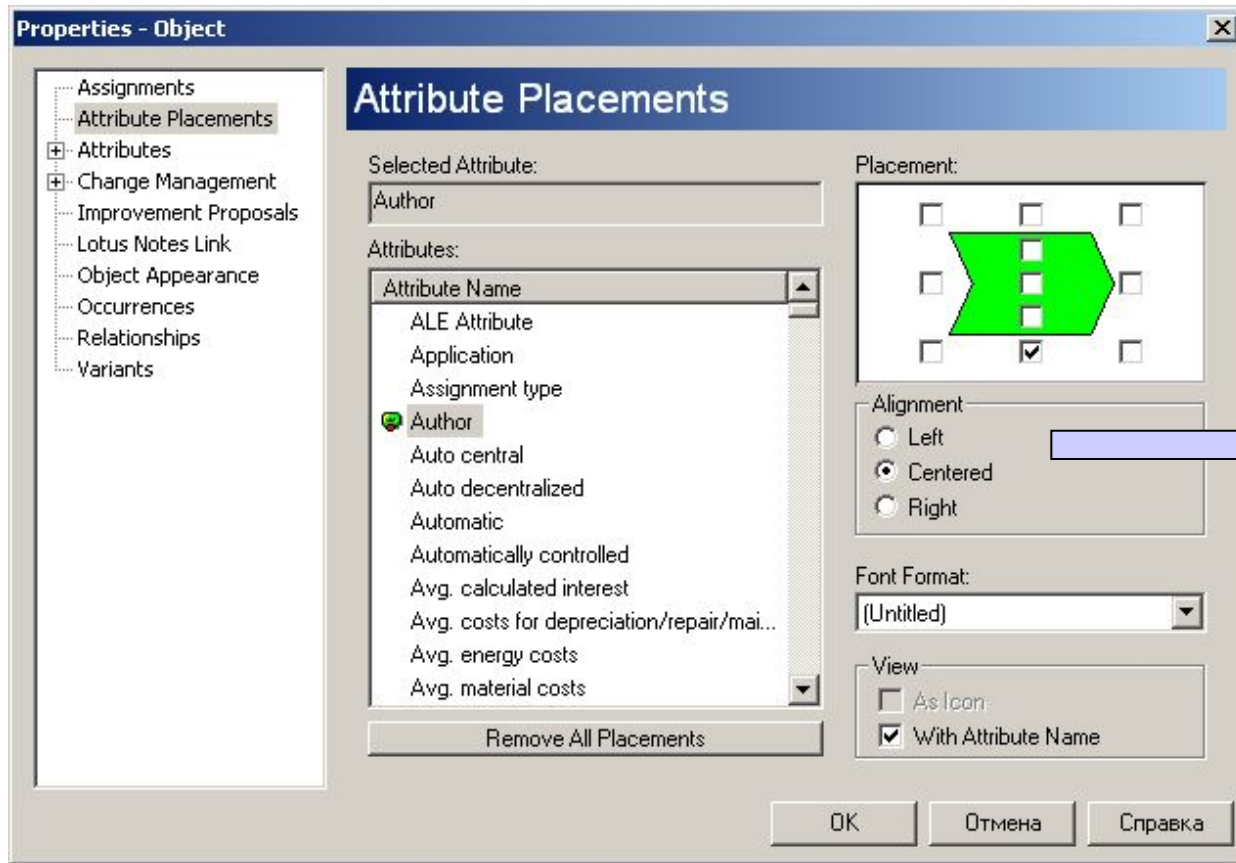 Properties - Object
Assignments
Attribute Placements
Attributes
Change Management
Improvement Proposals
Lotus Notes Link
Object Appearance
Occurrences
Relationships
Variants
Attribute Placements
Selected Attribute:
Author
Attributes:
Attribute Name
ALE Attribute
Application
Assignment type
Author
Auto central
Auto decentralized
Automatic
Automatically controlled
Avg. calculated interest
Avg. costs for depreciation/repair/mai...
Avg. energy costs
Avg. material costs
Remove All Placements
Placement:
Alignment
Left
Centered
Right
Font Format:
(Untitled)
View
As Icon
With Attribute Name
OK
Отмена
Справка